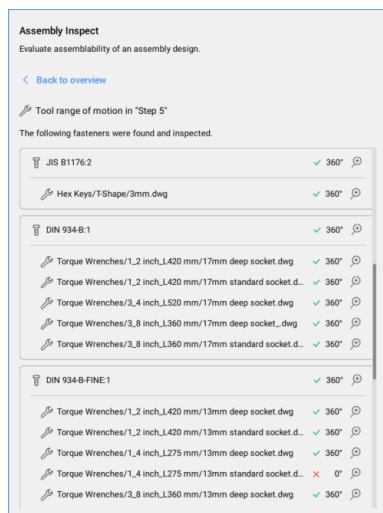 Assembly Inspect
Evaluate assemblability of an assembly design.
Back to overview
Tool range of motion in "Step 5"
The following fasteners were found and inspected.
JIS B1176:2 360°
Hex Keys/T-Shape/3mm.dwg 360°
DIN 934-B:1 360°
Torque Wrenches/1_2 inch_L420 mm/17mm deep socket.dwg 360°
Torque Wrenches/1_2 inch_L420 mm/17mm standard socket.d... 360°
Torque Wrenches/3_4 inch_L520 mm/17mm deep socket.dwg 360°
Torque Wrenches/3_8 inch_L360 mm/17mm deep socket_.dwg 360°
Torque Wrenches/3_8 inch_L360 mm/17mm standard socket.d... 360°
DIN 934-B-FINE:1 360°
Torque Wrenches/1_2 inch_L420 mm/13mm deep socket.dwg 360°
Torque Wrenches/1_2 inch_L420 mm/13mm standard socket.d... 360°
Torque Wrenches/1_4 inch_L275 mm/13mm deep socket.dwg 360°
Torque Wrenches/1_4 inch_L275 mm/13mm standard socket.d... 0°
Torque Wrenches/3_8 inch_L360 mm/13mm deep socket.dwg 360°